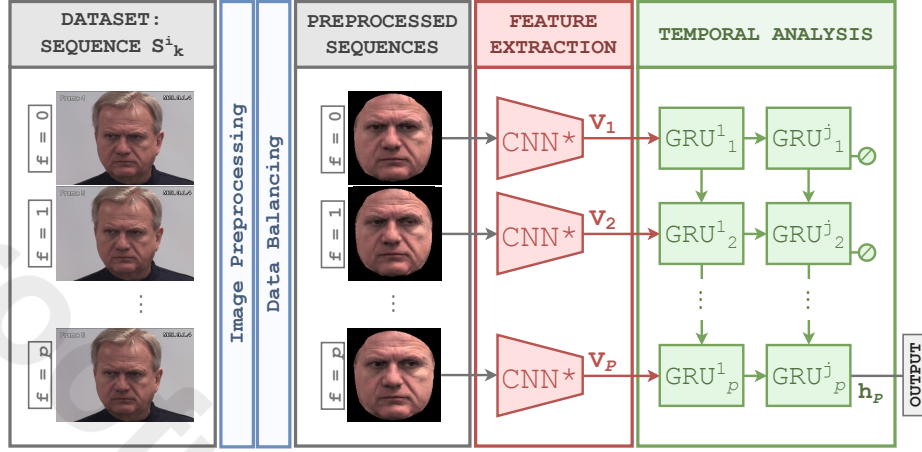 DATASET:
SEQUENCE Sⁱₖ
PREPROCESSED
SEQUENCES
FEATURE
EXTRACTION
TEMPORAL ANALYSIS
Image Preprocessing
Data Balancing
f = 0
f = 0
CNN*
V₁
GRU¹₁
GRUʲ₁
∅
f = 1
f = 1
CNN*
V₂
GRU¹₂
GRUʲ₂
∅
⋮
⋮
⋮
⋮
f = p
f = p
CNN*
Vₚ
GRU¹ₚ
GRUʲₚ
hₚ
OUTPUT